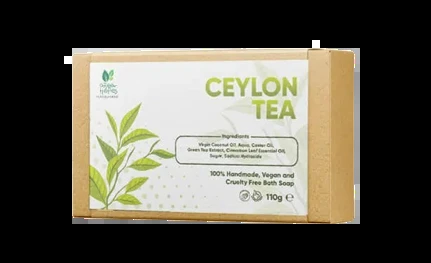 CEYLON
TEA
Ingredients
Virgin Coconut Oil, Aqua, Castor Oil,
Green Tea Extract, Cinnamon Leaf Essential Oil,
Sugar, Sodium Hydroxide
100% Handmade, Vegan and
Cruelty Free Bath Soap
110g e